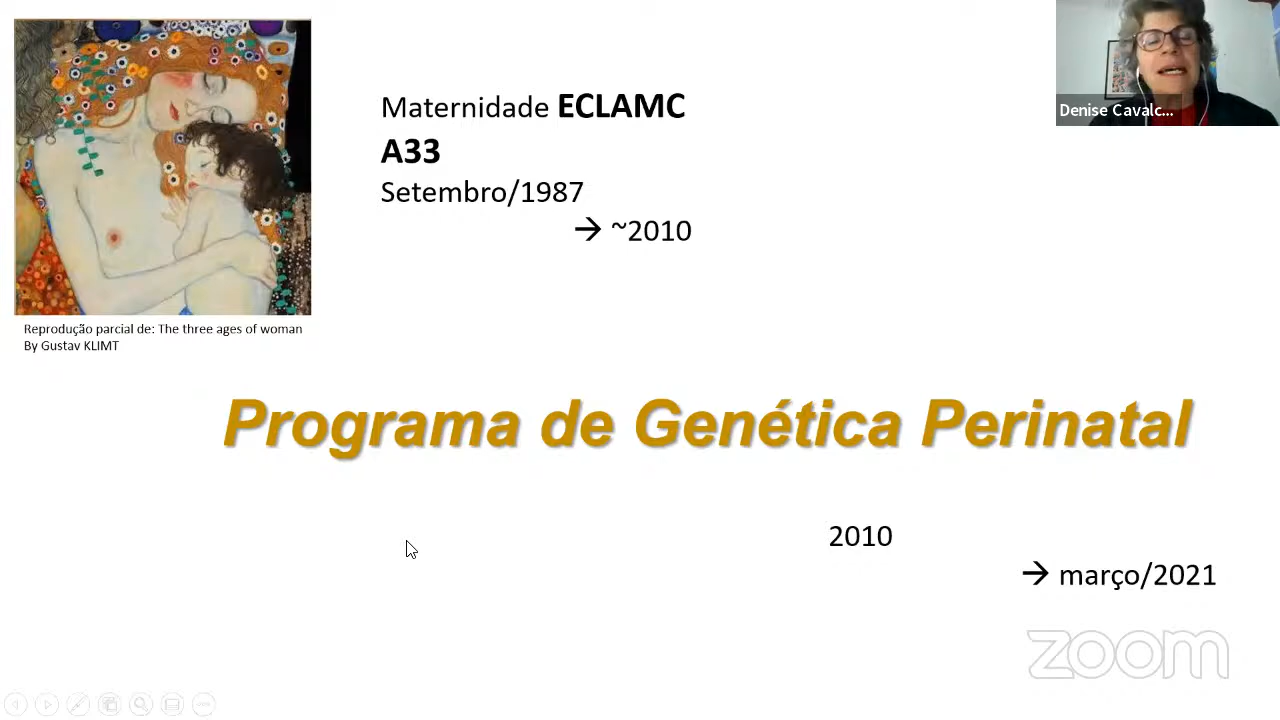 Maternidade ECLAMC
A33
Setembro/1987
→ ~2010
Denise Cavalc...
Reprodução parcial de: The three ages of woman
By Gustav KLIMT
Programa de Genética Perinatal
2010
→ março/2021
zoom